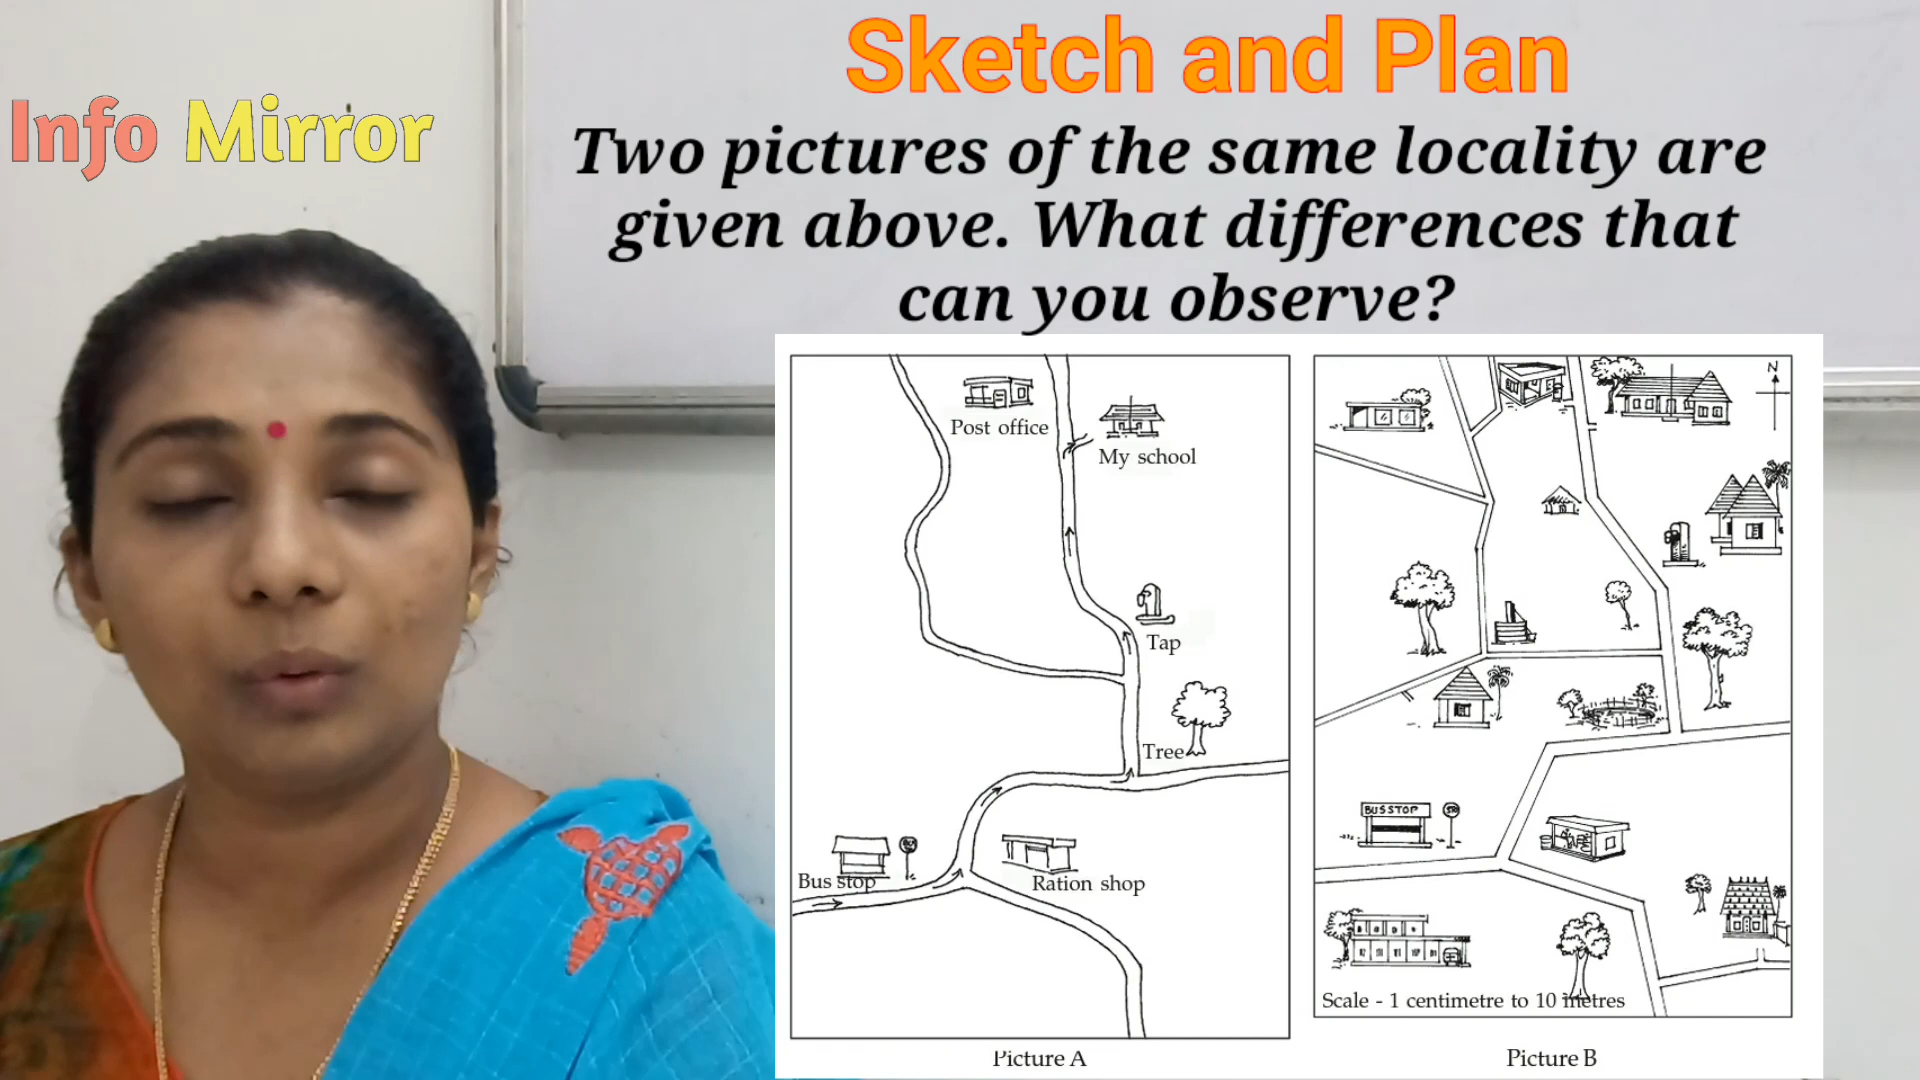 Sketch and Plan
Info Mirror
Two pictures of the same locality are
given above. What differences that
can you observe?
Post office
My school
Tap
Tree
Bus stop
Ration shop
Picture A
N
BUS STOP
Scale - 1 centimetre to 10 metres
Picture B